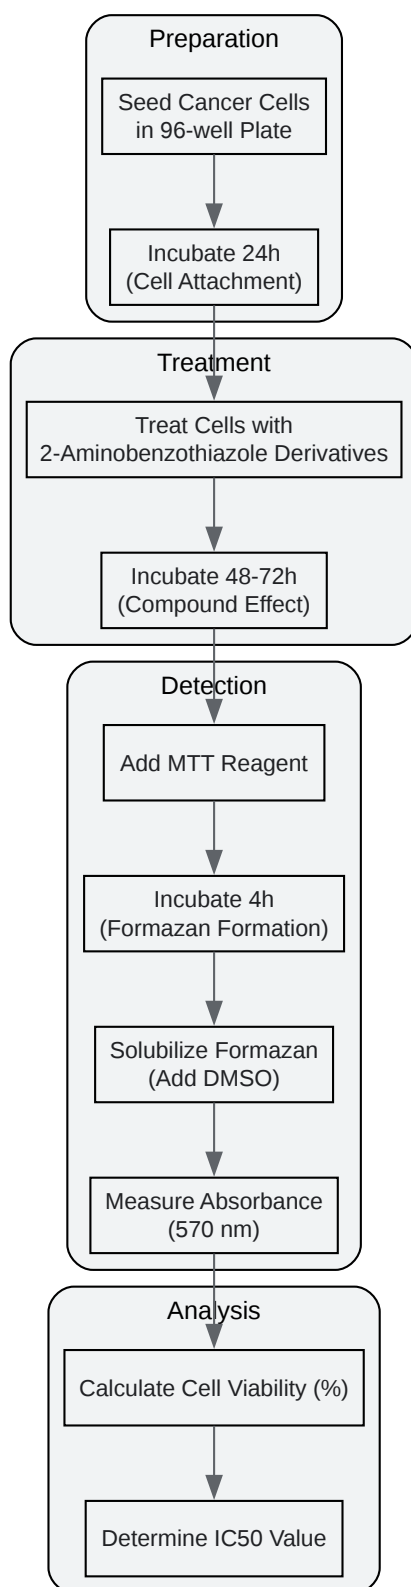 Preparation
Seed Cancer Cells
in 96-well Plate
Incubate 24h
(Cell Attachment)
Treatment
Treat Cells with
2-Aminobenzothiazole Derivatives
Incubate 48-72h
(Compound Effect)
Detection
Add MTT Reagent
Incubate 4h
(Formazan Formation)
Solubilize Formazan
(Add DMSO)
Measure Absorbance
(570 nm)
Analysis
Calculate Cell Viability (%)
Determine IC50 Value